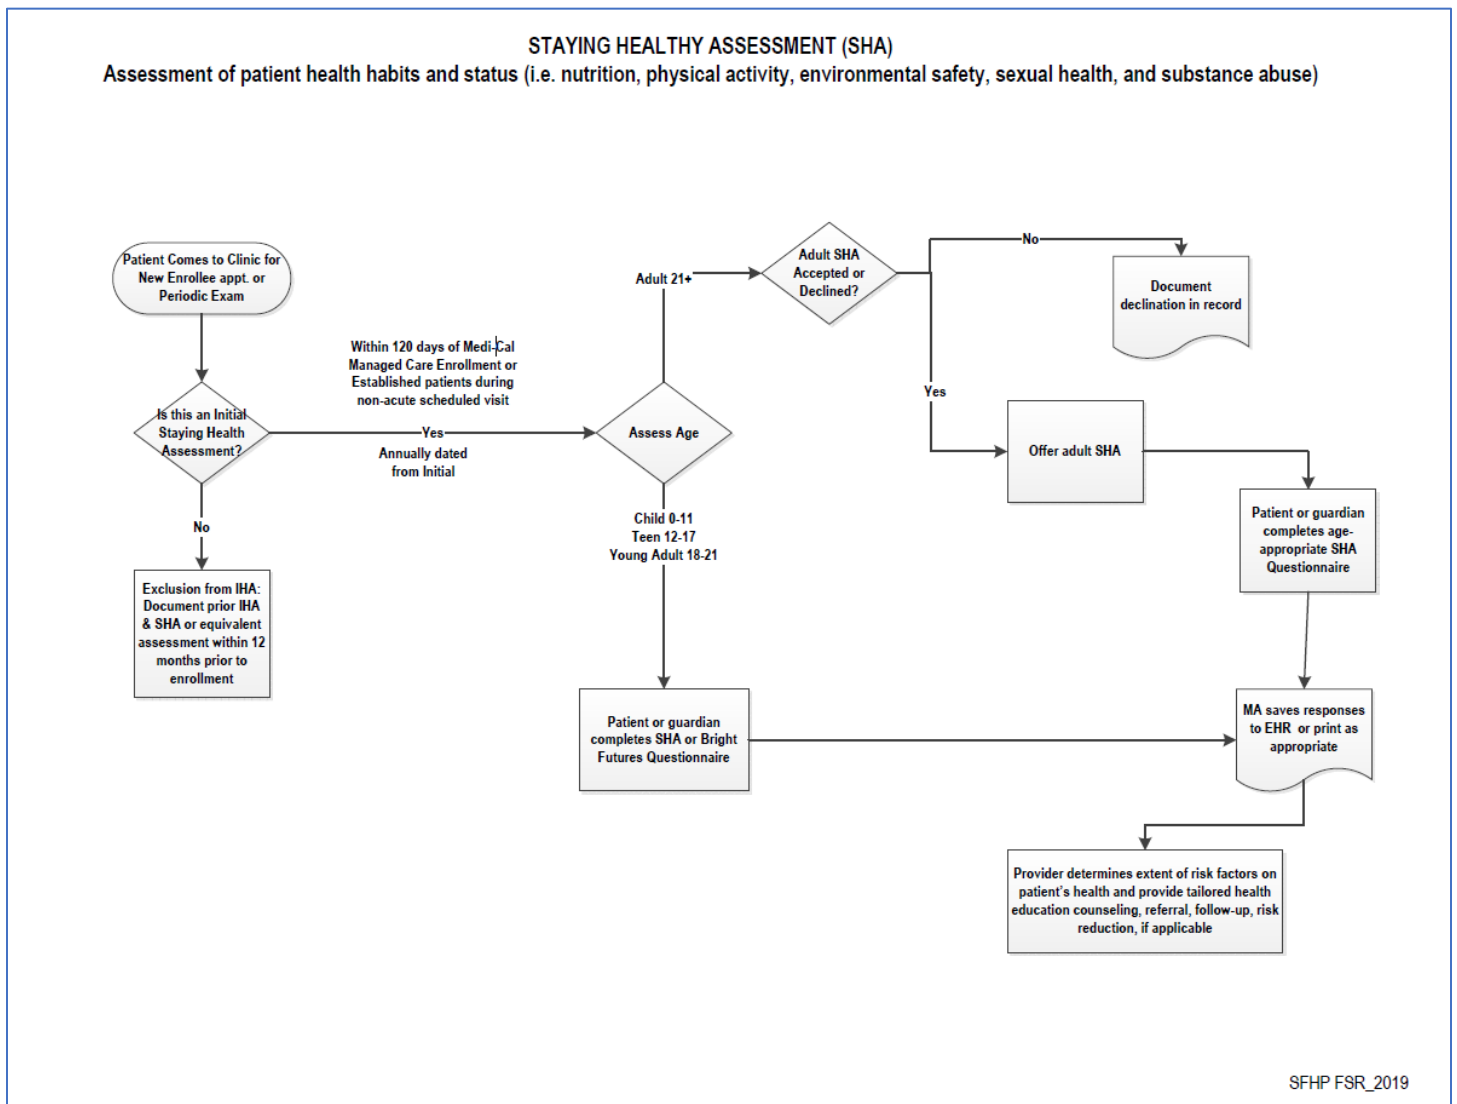 STAYING HEALTHY ASSESSMENT (SHA)
Assessment of patient health habits and status (i.e. nutrition, physical activity, environmental safety, sexual health, and substance abuse)
Patient Comes to Clinic for
New Enrollee appt. or
Periodic Exam
Is this an Initial
Staying Health
Assessment?
No
Exclusion from IHA:
Document prior IHA
& SHA or equivalent
assessment within 12
months prior to
enrollment
Within 120 days of Medi-Cal
Managed Care Enrollment or
Established patients during
non-acute scheduled visit
Yes
Annually dated
from Initial
Assess Age
Adult 21+
Adult SHA
Accepted or
Declined?
No
Document
declination in record
Yes
Offer adult SHA
Patient or guardian
completes age-
appropriate SHA
Questionnaire
Child 0-11
Teen 12-17
Young Adult 18-21
Patient or guardian
completes SHA or Bright
Futures Questionnaire
MA saves responses
to EHR or print as
appropriate
Provider determines extent of risk factors on
patient's health and provide tailored health
education counseling, referral, follow-up, risk
reduction, if applicable
SFHP FSR_2019